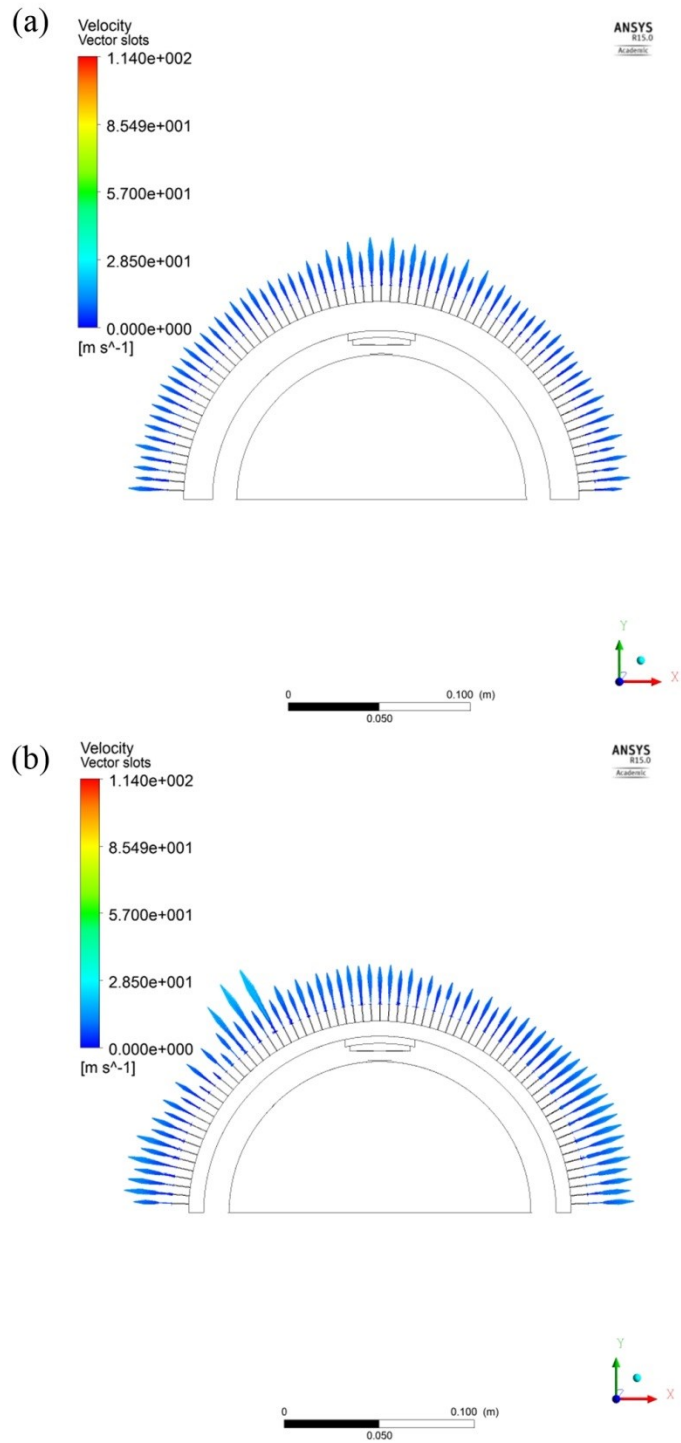 (a)
Velocity
Vector slots
1.140e+002
8.549e+001
5.700e+001
2.850e+001
0.000e+000
[m s^-1]
ANSYS
R15.0
Academic
Y
Z
X
0
0.100 (m)
0.050
(b)
Velocity
Vector slots
1.140e+002
8.549e+001
5.700e+001
2.850e+001
0.000e+000
[m s^-1]
ANSYS
R15.0
Academic
Y
Z
X
0
0.100 (m)
0.050